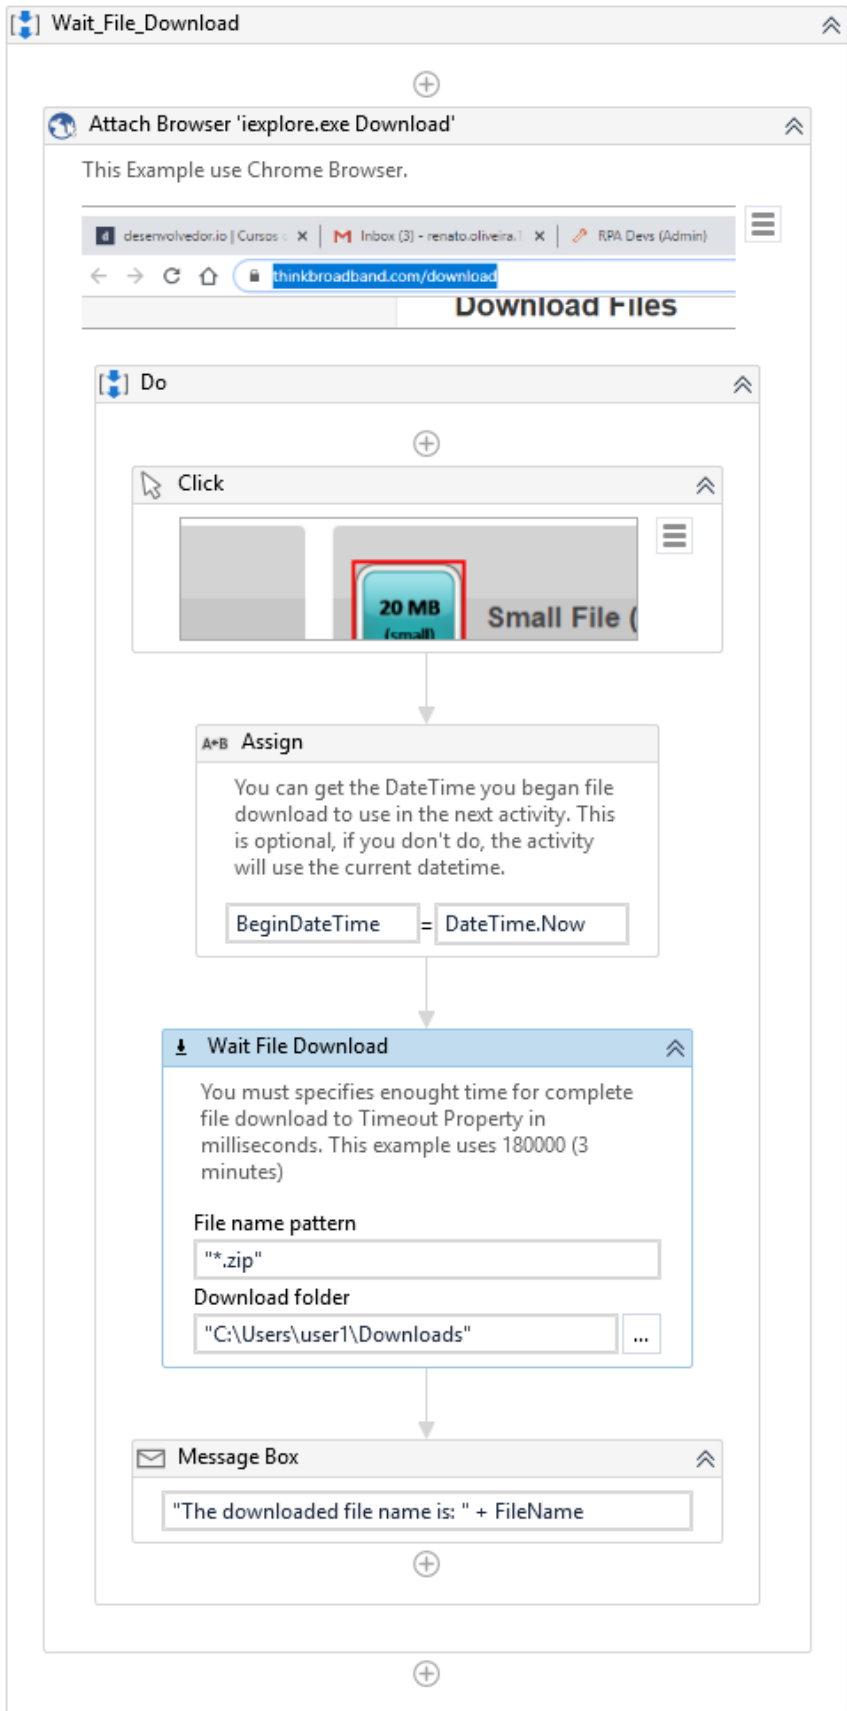 Wait_File_Download
Attach Browser 'iexplore.exe Download'
This Example use Chrome Browser.
d desenvolvedor.io | Cursos Inbox (3) - renato.oliveira. RPA Devs (Admin)
thinkbroadband.com/download
Download Files
Do
Click
20 MB
(small)
Small File (
A+B Assign
You can get the DateTime you began file
download to use in the next activity. This
is optional, if you don't do, the activity
will use the current datetime.
BeginDateTime = DateTime.Now
Wait File Download
You must specifies enought time for complete
file download to Timeout Property in
milliseconds. This example uses 180000 (3
minutes)
File name pattern
"*.zip"
Download folder
"C:\Users\user1\Downloads" ...
Message Box
"The downloaded file name is: " + FileName